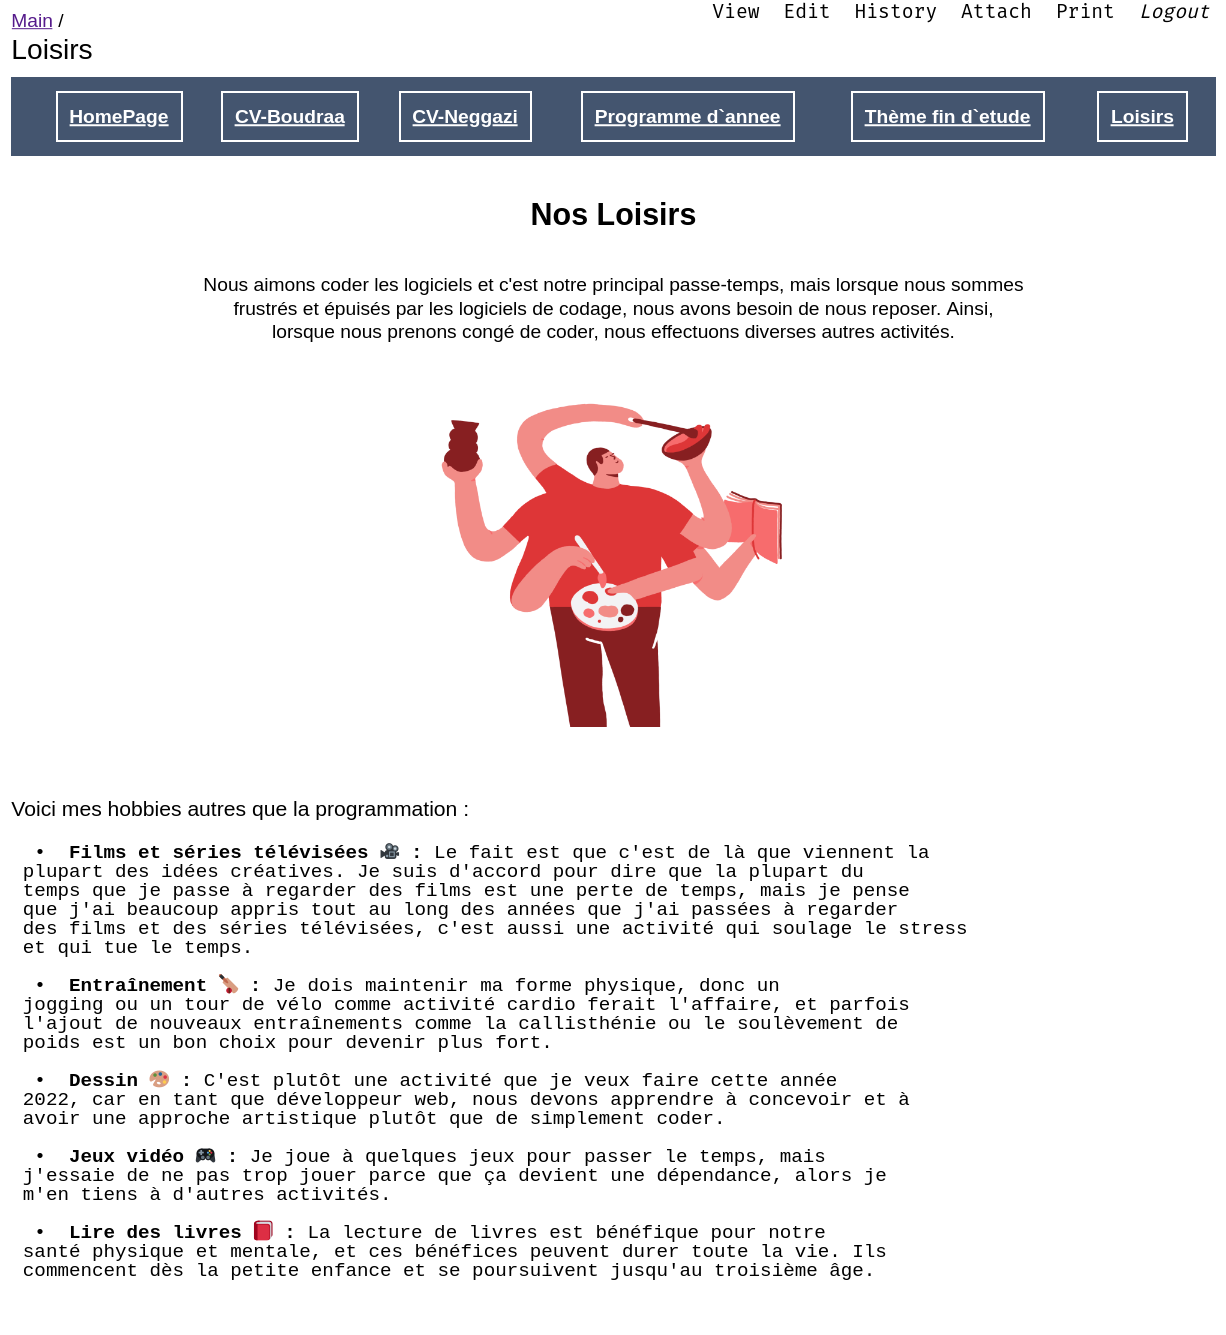 Main /
View Edit History Attach Print Logout
Loisirs
HomePage CV-Boudraa CV-Neggazi Programme d`annee Thème fin d`etude Loisirs
Nos Loisirs
Nous aimons coder les logiciels et c'est notre principal passe-temps, mais lorsque nous sommes
frustrés et épuisés par les logiciels de codage, nous avons besoin de nous reposer. Ainsi,
lorsque nous prenons congé de coder, nous effectuons diverses autres activités.
Voici mes hobbies autres que la programmation :
• Films et séries télévisées 🎥 : Le fait est que c'est de là que viennent la
plupart des idées créatives. Je suis d'accord pour dire que la plupart du
temps que je passe à regarder des films est une perte de temps, mais je pense
que j'ai beaucoup appris tout au long des années que j'ai passées à regarder
des films et des séries télévisées, c'est aussi une activité qui soulage le stress
et qui tue le temps.
• Entraînement 🏏 : Je dois maintenir ma forme physique, donc un
jogging ou un tour de vélo comme activité cardio ferait l'affaire, et parfois
l'ajout de nouveaux entraînements comme la callisthénie ou le soulèvement de
poids est un bon choix pour devenir plus fort.
• Dessin 🎨 : C'est plutôt une activité que je veux faire cette année
2022, car en tant que développeur web, nous devons apprendre à concevoir et à
avoir une approche artistique plutôt que de simplement coder.
• Jeux vidéo 🎮 : Je joue à quelques jeux pour passer le temps, mais
j'essaie de ne pas trop jouer parce que ça devient une dépendance, alors je
m'en tiens à d'autres activités.
• Lire des livres 📕 : La lecture de livres est bénéfique pour notre
santé physique et mentale, et ces bénéfices peuvent durer toute la vie. Ils
commencent dès la petite enfance et se poursuivent jusqu'au troisième âge.